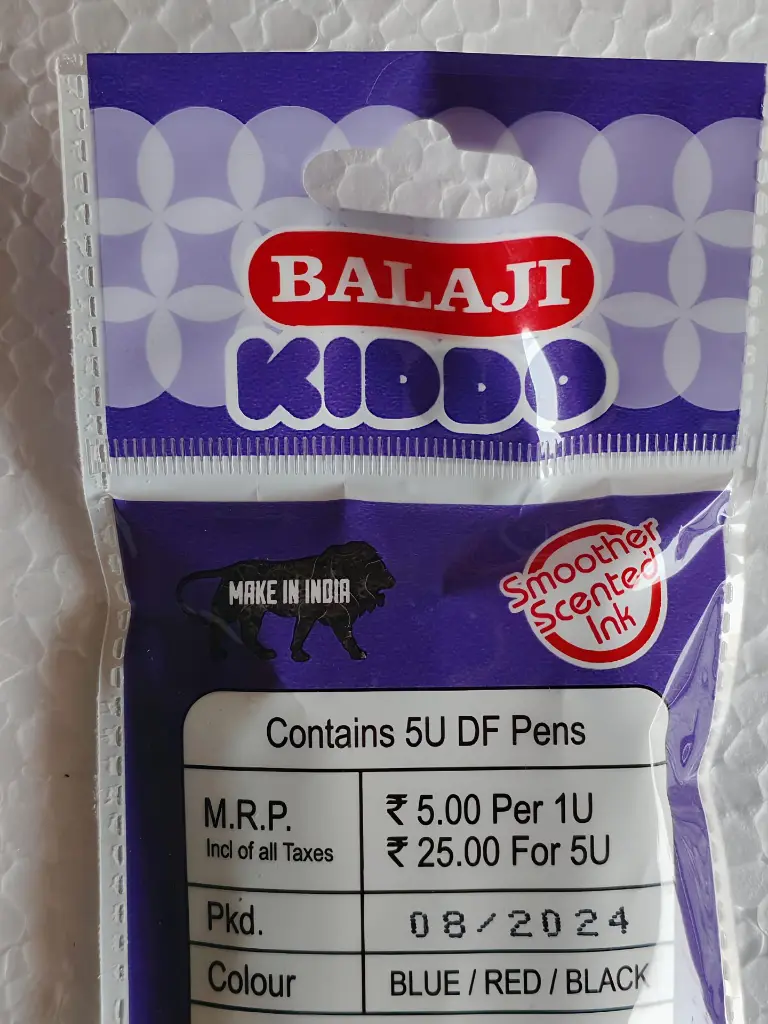 BALAJI
KIDDO
MAKE IN INDIA
Smoother
Scented
Ink
Contains 5U DF Pens
M.R.P.
Incl of all Taxes
₹ 5.00 Per 1U
₹ 25.00 For 5U
Pkd. 08/2024
Colour BLUE / RED / BLACK